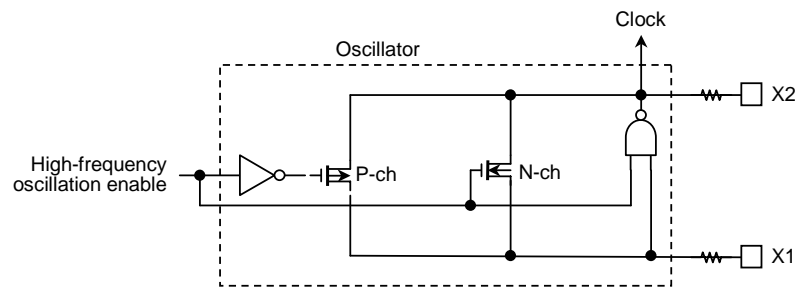 Clock
Oscillator
X2
High-frequency
oscillation enable
P-ch
N-ch
X1